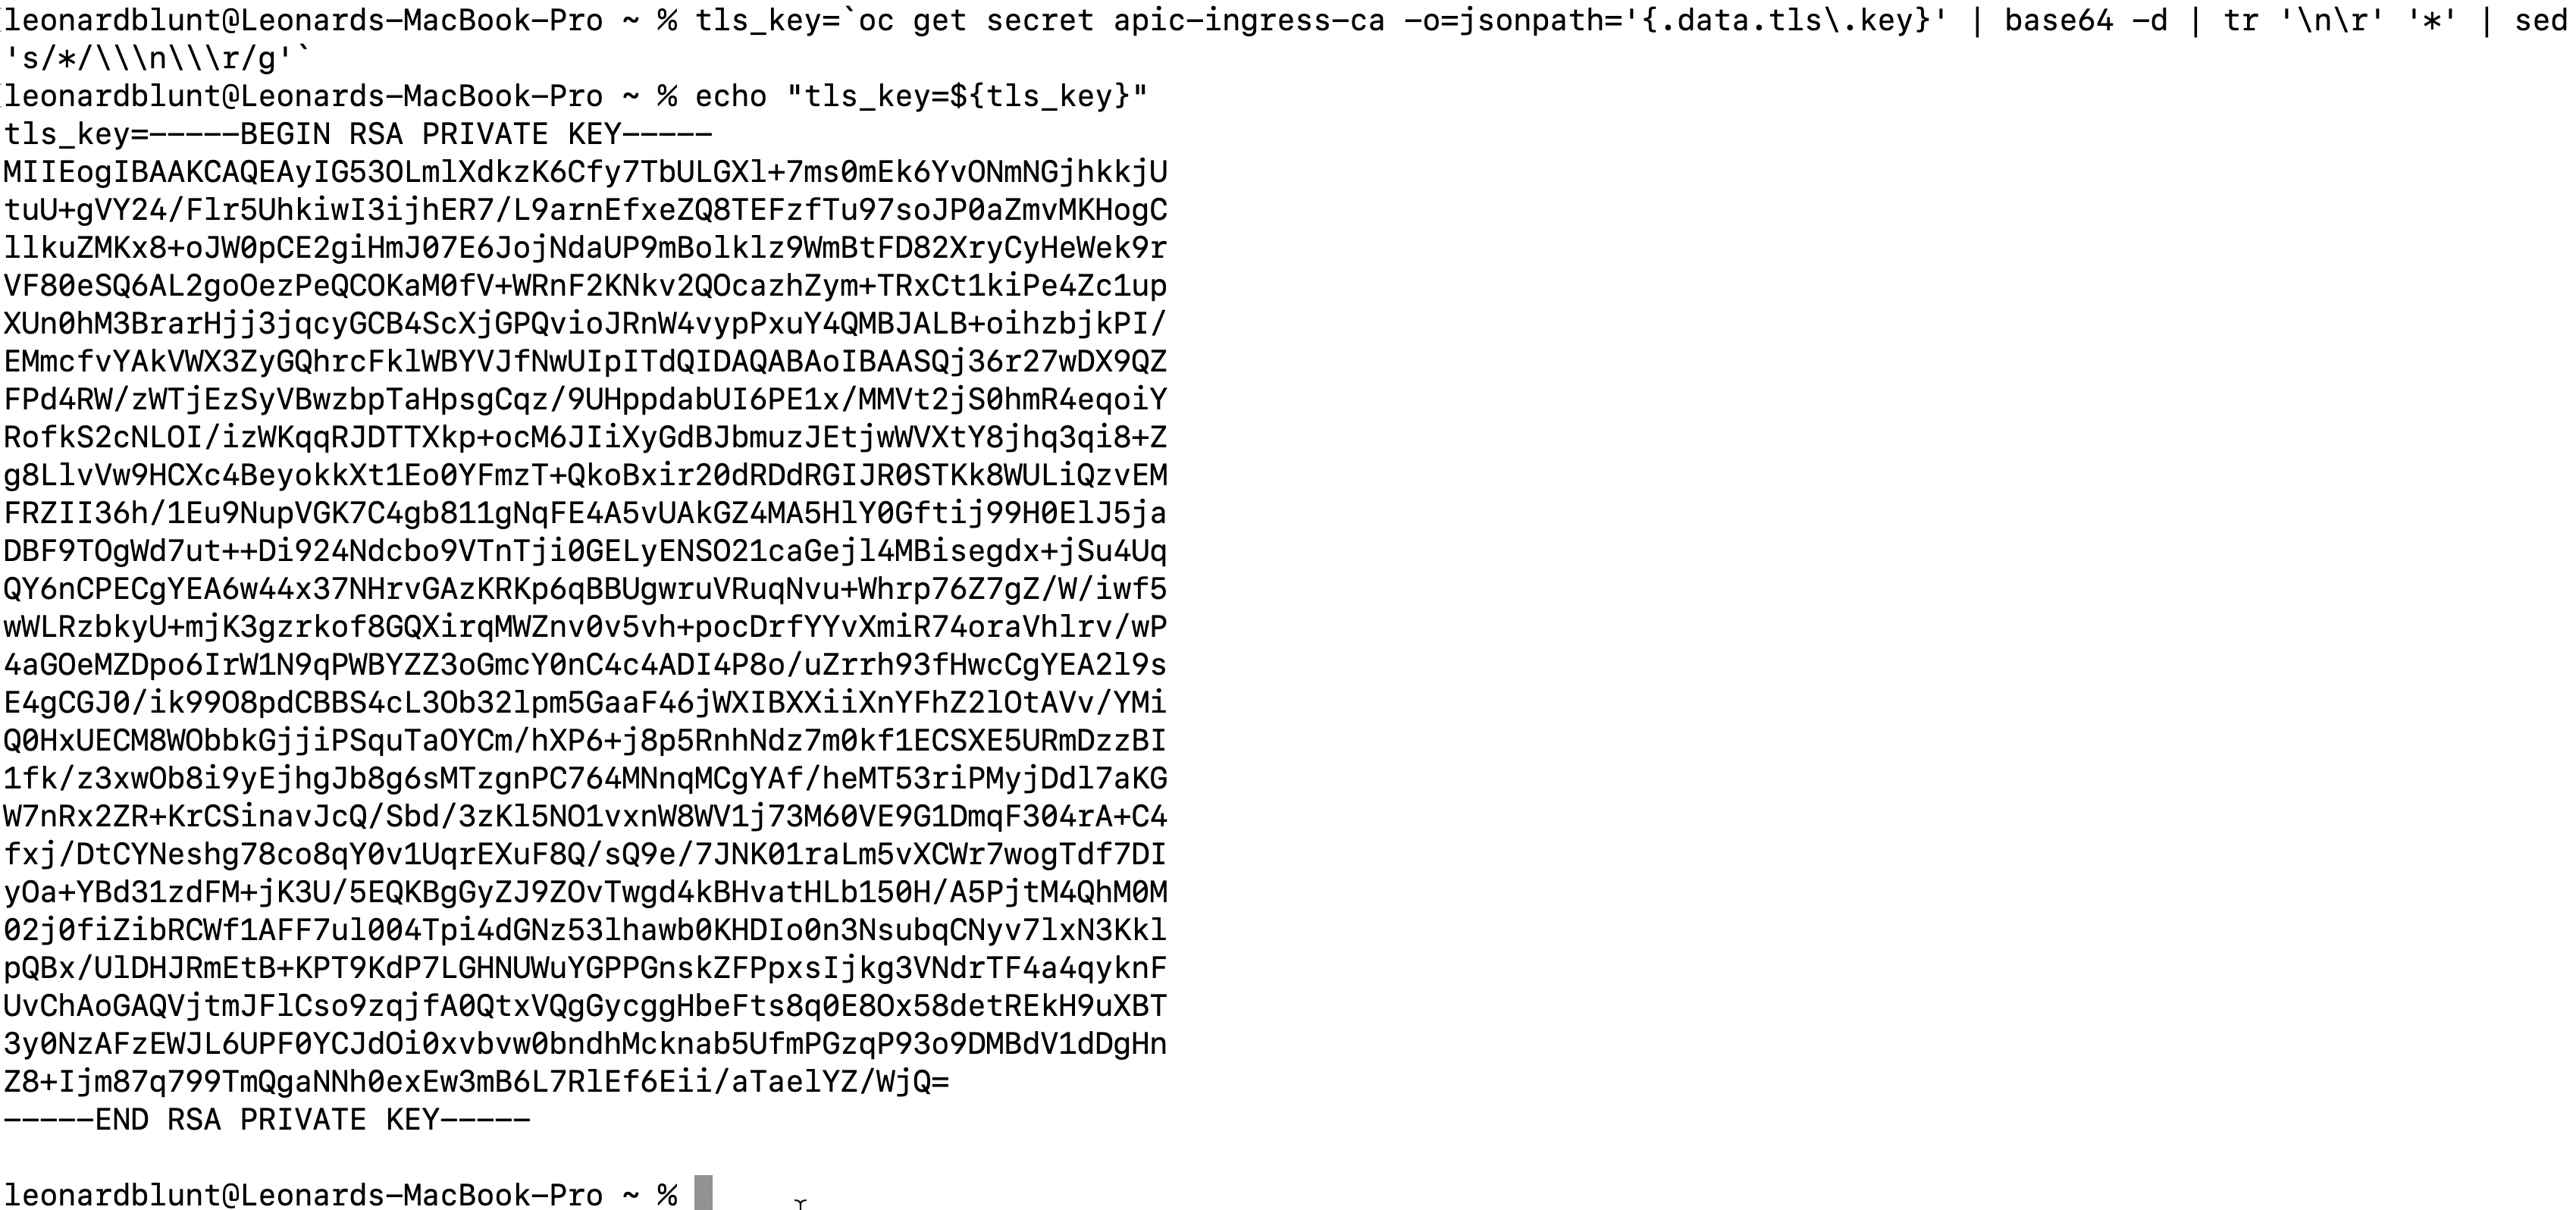 leonardblunt@Leonards-MacBook-Pro ~ % tls_key=`oc get secret apic-ingress-ca -o=jsonpath='{.data.tls\.key}' | base64 -d | tr '\n\r' '*' | sed
's/*/\\\n\\\r/g'`
leonardblunt@Leonards-MacBook-Pro ~ % echo "tls_key=${tls_key}"
tls_key=-----BEGIN RSA PRIVATE KEY-----
MIIEogIBAAKCAQEAyIG53OLmlXdkzK6Cfy7TbULGXl+7ms0mEk6YvONmNGjhkkjU
tuU+gVY24/Flr5UhkiwI3ijhER7/L9arnEfxeZQ8TEFzfTu97soJP0aZmvMKHogC
llkuZMKx8+oJW0pCE2giHmJ07E6JojNdaUP9mBolklz9WmBtFD82XryCyHeWek9r
VF80eSQ6AL2goOezPeQCOKaM0fV+WRnF2KNkv2QOcazhZym+TRxCt1kiPe4Zc1up
XUn0hM3BrarHjj3jqcyGCB4ScXjGPQvioJRnW4vypPxuY4QMBJALB+oihzbjkPI/
EMmcfvYAkVWX3ZyGQhrcFklWBYVJfNwUIpITdQIDAQABAoIBAASQj36r27wDX9QZ
FPd4RW/zWTjEzSyVBwzbpTaHpsgCqz/9UHppdabUI6PE1x/MMVt2jS0hmR4eqoiY
RofkS2cNLOI/izWKqqRJDTTXkp+ocM6JIiXyGdBJbmuzJEtjwWVXtY8jhq3qi8+Z
g8LlvVw9HCXc4BeyokkXt1Eo0YFmzT+QkoBxir20dRDdRGIJR0STKk8WULiQzvEM
FRZII36h/1Eu9NupVGK7C4gb811gNqFE4A5vUAkGZ4MA5HlY0Gftij99H0ElJ5ja
DBF9TOgWd7ut++Di924Ndcbo9VTnTji0GELyENSO21caGejl4MBisegdx+jSu4Uq
QY6nCPECgYEA6w44x37NHrvGAzKRKp6qBBUgwruVRuqNvu+Whrp76Z7gZ/W/iwf5
wWLRzbkyU+mjK3gzrkof8GQXirqMWZnv0v5vh+pocDrfYYvXmiR74oraVhlrv/wP
4aGOeMZDpo6IrW1N9qPWBYZZ3oGmcY0nC4c4ADI4P8o/uZrrh93fHwcCgYEA2l9s
E4gCGJ0/ik99O8pdCBBS4cL3Ob32lpm5GaaF46jWXIBXXiiXnYFhZ2lOtAVv/YMi
Q0HxUECM8WObbkGjjiPSquTaOYCm/hXP6+j8p5RnhNdz7m0kf1ECSXE5URmDzzBI
1fk/z3xwOb8i9yEjhgJb8g6sMTzgnPC764MNnqMCgYAf/heMT53riPMyjDdl7aKG
W7nRx2ZR+KrCSinavJcQ/Sbd/3zKl5NO1vxnW8WV1j73M60VE9G1DmqF304rA+C4
fxj/DtCYNeshg78co8qY0v1UqrEXuF8Q/sQ9e/7JNK01raLm5vXCWr7wogTdf7DI
yOa+YBd31zdFM+jK3U/5EQKBgGyZJ9ZOvTwgd4kBHvatHLb150H/A5PjtM4QhM0M
02j0fiZibRCWf1AFF7ul004Tpi4dGNz53lhawb0KHDIo0n3NsubqCNyv7lxN3Kkl
pQBx/UlDHJRmEtB+KPT9KdP7LGHNUWuYGPPGnskZFPpxsIjkg3VNdrTF4a4qyknF
UvChAoGAQVjtmJFlCso9zqjfA0QtxVQgGycggHbeFts8q0E8Ox58detREkH9uXBT
3y0NzAFzEWJL6UPF0YCJdOi0xvbvw0bndhMcknab5UfmPGzqP93o9DMBdV1dDgHn
Z8+Ijm87q799TmQgaNNh0exEw3mB6L7RlEf6Eii/aTaelYZ/WjQ=
-----END RSA PRIVATE KEY-----
leonardblunt@Leonards-MacBook-Pro ~ %